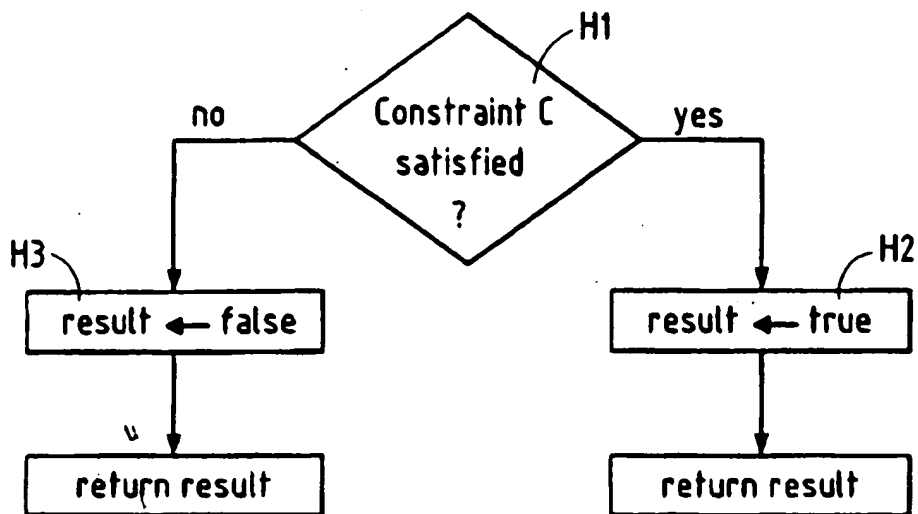 H1
Constraint C
satisfied
?
no
yes
H3
result ← false
H2
result ← true
return result
return result